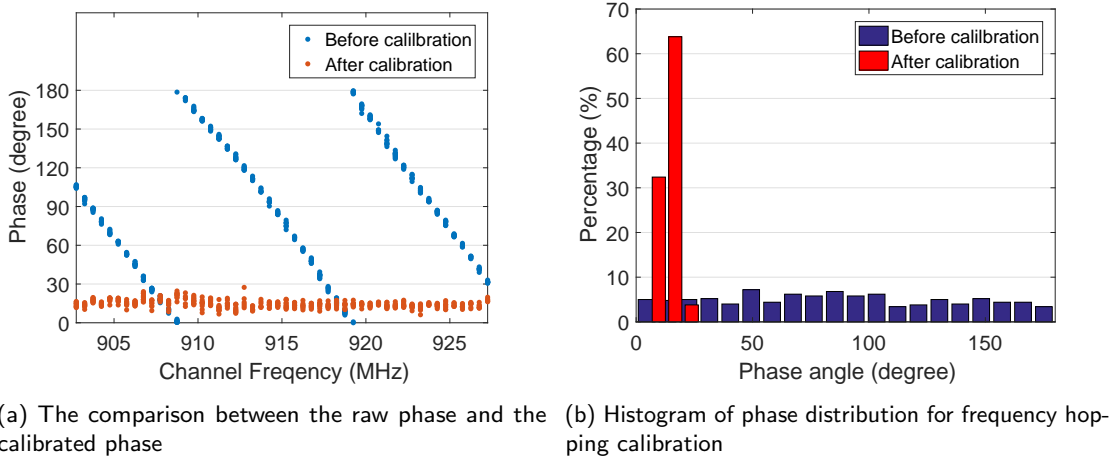 Before calilbration
After calibration
180
150
120
90
60
30
0
905
910
915
920
925
Phase (degree)
Channel Freqency (MHz)
(a) The comparison between the raw phase and the
calibrated phase
70
60
50
40
30
20
10
0
0
50
100
150
Percentage (%)
Before calilbration
After calibration
Phase angle (degree)
(b) Histogram of phase distribution for frequency hop-
ping calibration